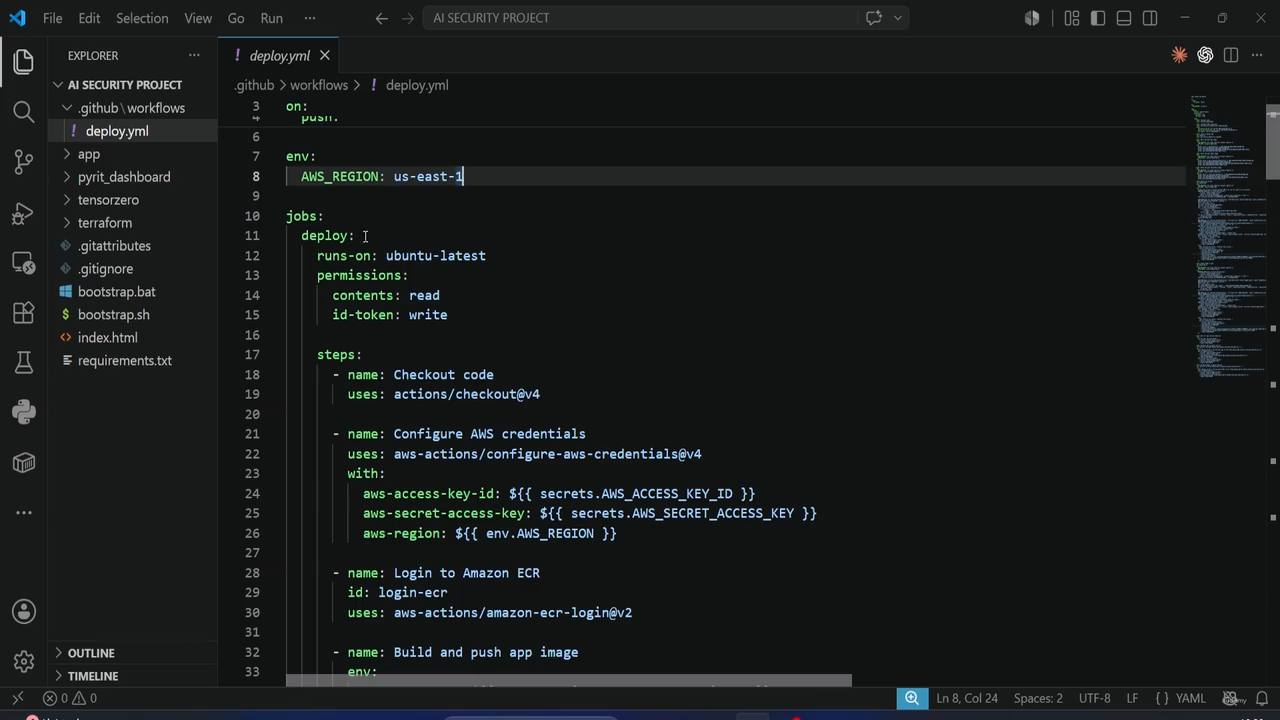 File Edit Selection View Go Run ··· AI SECURITY PROJECT
EXPLORER ···
! deploy.yml
AI SECURITY PROJECT
.github > workflows > ! deploy.yml
.github \ workflows
! deploy.yml
app
pyrit_dashboard
tensorzero
terraform
.gitattributes
.gitignore
bootstrap.bat
$ bootstrap.sh
<> index.html
requirements.txt
OUTLINE
TIMELINE
3 on:
4 push:
6
7 env:
8 AWS_REGION: us-east-1
9
10 jobs:
11 deploy:
12 runs-on: ubuntu-latest
13 permissions:
14 contents: read
15 id-token: write
16
17 steps:
18 - name: Checkout code
19 uses: actions/checkout@v4
20
21 - name: Configure AWS credentials
22 uses: aws-actions/configure-aws-credentials@v4
23 with:
24 aws-access-key-id: ${{ secrets.AWS_ACCESS_KEY_ID }}
25 aws-secret-access-key: ${{ secrets.AWS_SECRET_ACCESS_KEY }}
26 aws-region: ${{ env.AWS_REGION }}
27
28 - name: Login to Amazon ECR
29 id: login-ecr
30 uses: aws-actions/amazon-ecr-login@v2
31
32 - name: Build and push app image
33 env:
0 0 Ln 8, Col 24 Spaces: 2 UTF-8 LF { } YAML